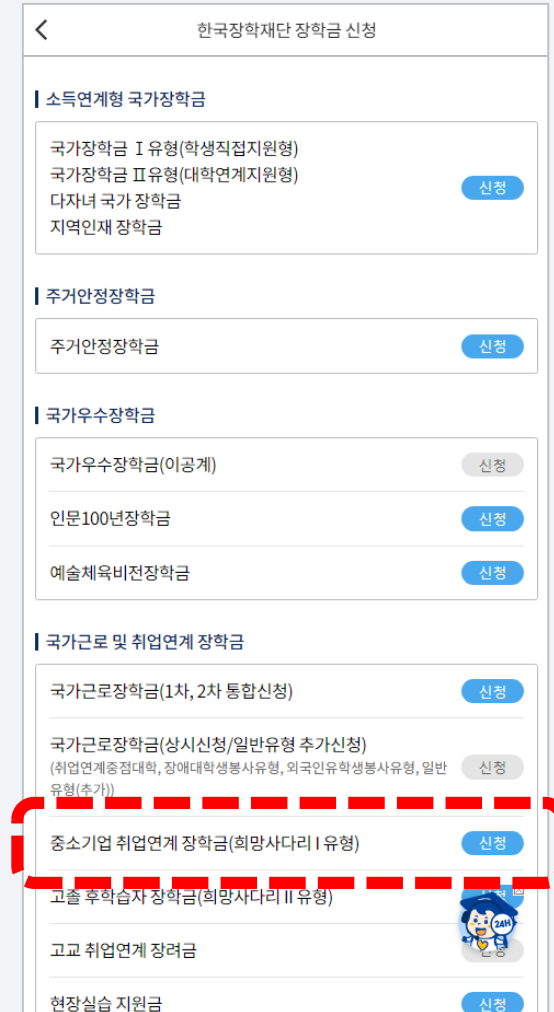 한국장학재단 장학금 신청
소득연계형 국가장학금
국가장학금 Ⅰ유형(학생직접지원형)
국가장학금 Ⅱ유형(대학연계지원형)
다자녀 국가 장학금
지역인재 장학금
신청
주거안정장학금
주거안정장학금
신청
국가우수장학금
국가우수장학금(이공계)
신청
인문100년장학금
신청
예술체육비전장학금
신청
국가근로 및 취업연계 장학금
국가근로장학금(1차, 2차 통합신청)
신청
국가근로장학금(상시신청/일반유형 추가신청)
(취업연계중점대학, 장애대학생봉사유형, 외국인유학생봉사유형, 일반
유형(추가))
신청
중소기업 취업연계 장학금(희망사다리 I 유형)
신청
고졸 후학습자 장학금(희망사다리 II 유형)
24H
고교 취업연계 장려금
현장실습 지원금
신청